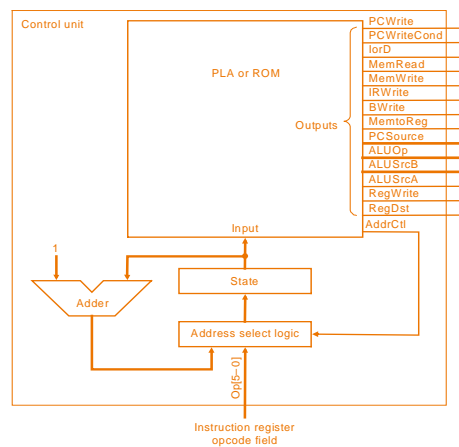 Control unit
PLA or ROM
Outputs
Input
PCWrite
PCWriteCond
IorD
MemRead
MemWrite
IRWrite
BWrite
MemtoReg
PCSource
ALUOp
ALUSrcB
ALUSrcA
RegWrite
RegDst
AddrCtl
1
Adder
State
Address select logic
Op[5–0]
Instruction register
opcode field